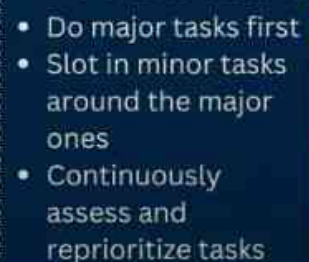 • Do major tasks first
• Slot in minor tasks
around the major
ones
• Continuously
assess and
reprioritize tasks